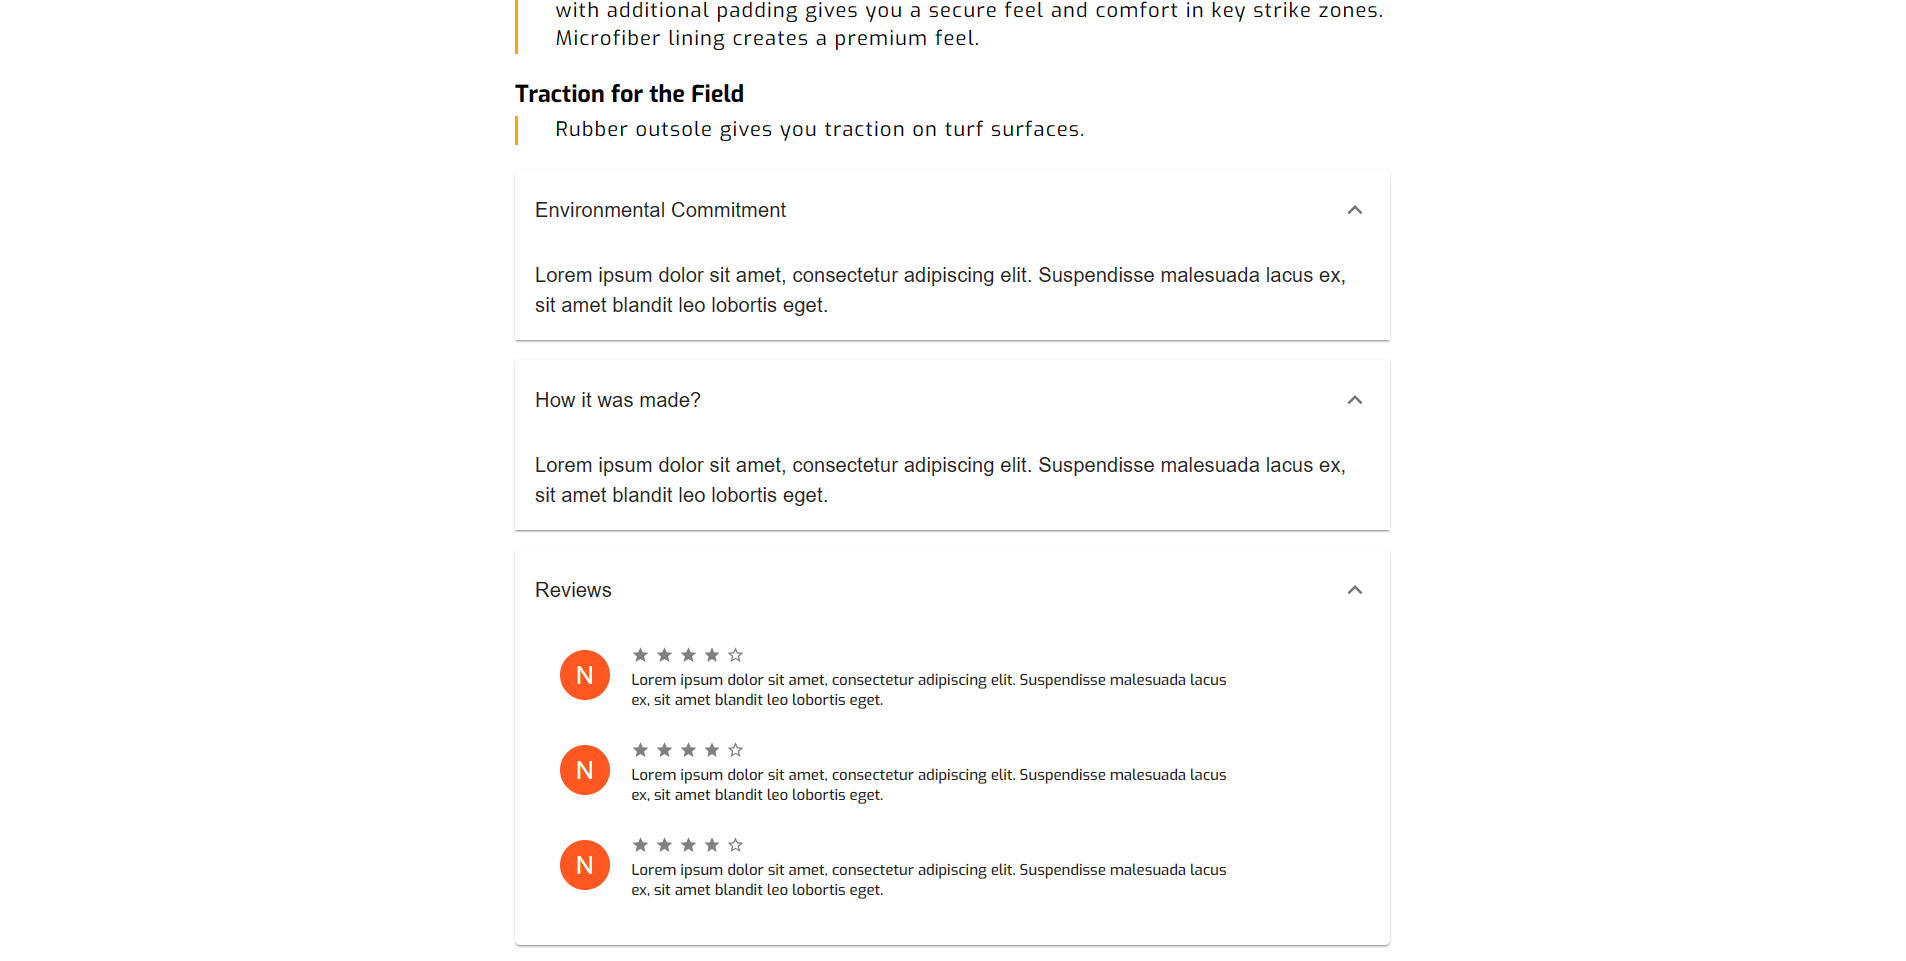 with additional padding gives you a secure feel and comfort in key strike zones.
Microfiber lining creates a premium feel.
Traction for the Field
Rubber outsole gives you traction on turf surfaces.
Environmental Commitment
Lorem ipsum dolor sit amet, consectetur adipiscing elit. Suspendisse malesuada lacus ex,
sit amet blandit leo lobortis eget.
How it was made?
Lorem ipsum dolor sit amet, consectetur adipiscing elit. Suspendisse malesuada lacus ex,
sit amet blandit leo lobortis eget.
Reviews
N
Lorem ipsum dolor sit amet, consectetur adipiscing elit. Suspendisse malesuada lacus
ex, sit amet blandit leo lobortis eget.
N
Lorem ipsum dolor sit amet, consectetur adipiscing elit. Suspendisse malesuada lacus
ex, sit amet blandit leo lobortis eget.
N
Lorem ipsum dolor sit amet, consectetur adipiscing elit. Suspendisse malesuada lacus
ex, sit amet blandit leo lobortis eget.